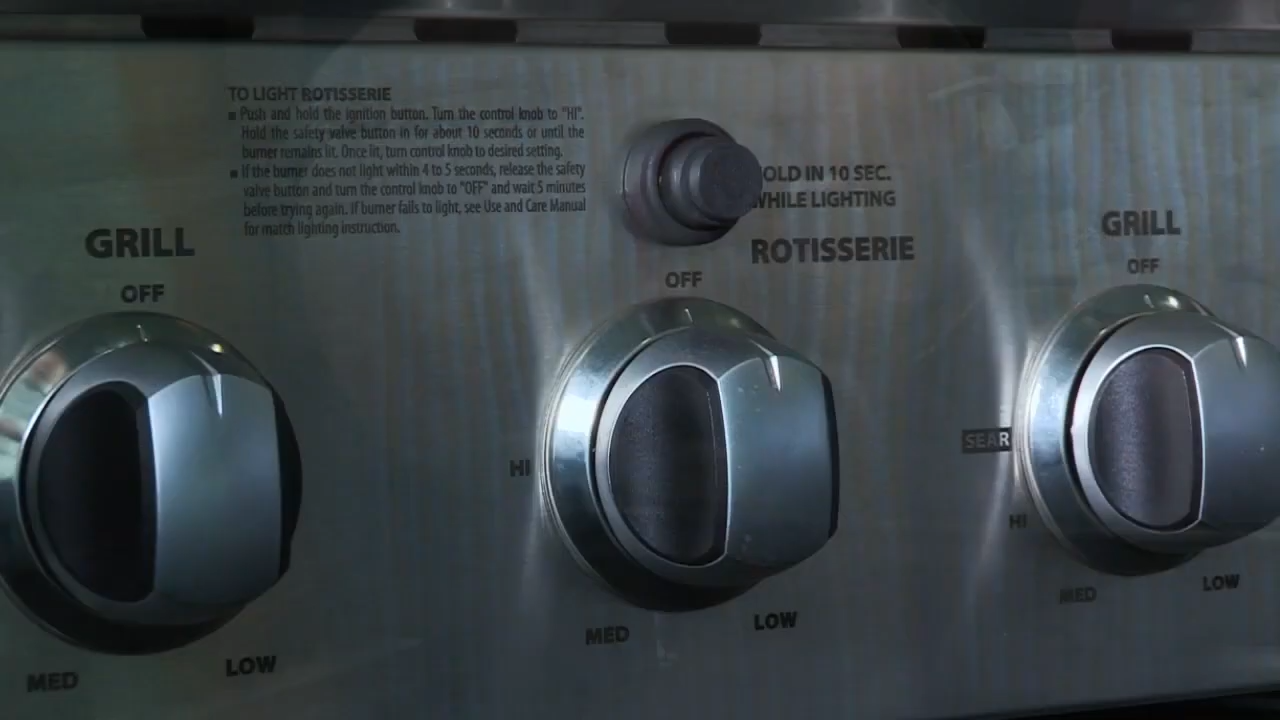 TO LIGHT ROTISSERIE
■ Push and hold the ignition button. Turn the control knob to "HI".
Hold the safety valve button in for about 10 seconds or until the
burner remains lit. Once lit, turn control knob to desired setting.
■ If the burner does not light within 4 to 5 seconds, release the safety
valve button and turn the control knob to "OFF" and wait 5 minutes
before trying again. If burner fails to light, see Use and Care Manual
for match lighting instruction.
OLD IN 10 SEC.
WHILE LIGHTING
ROTISSERIE
GRILL
OFF
MED
LOW
OFF
HI
MED
LOW
GRILL
OFF
SEAR
HI
MED
LOW